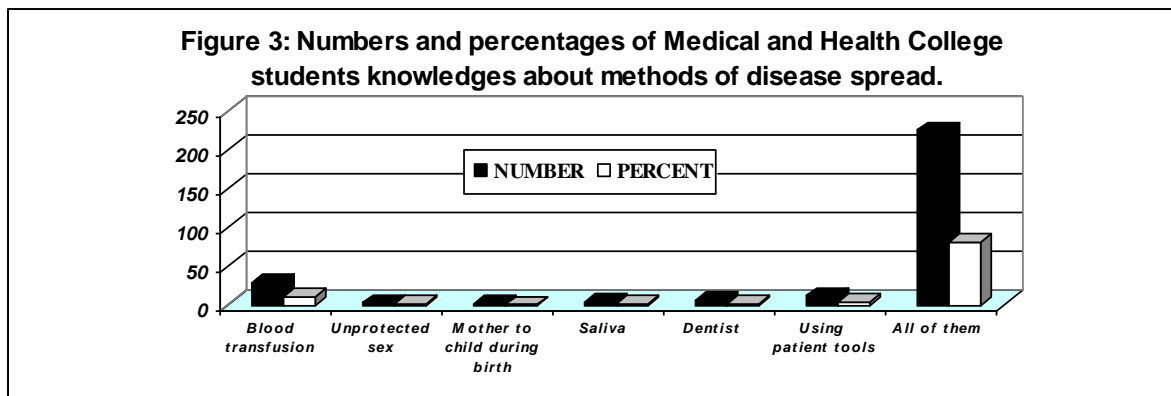 Figure 3: Numbers and percentages of Medical and Health College
students knowledges about methods of disease spread.
250
200
150
100
50
0
NUMBER PERCENT
Blood
transfusion
Unprotected
sex
Mother to
child during
birth
Saliva
Dentist
Using
patient tools
All of them